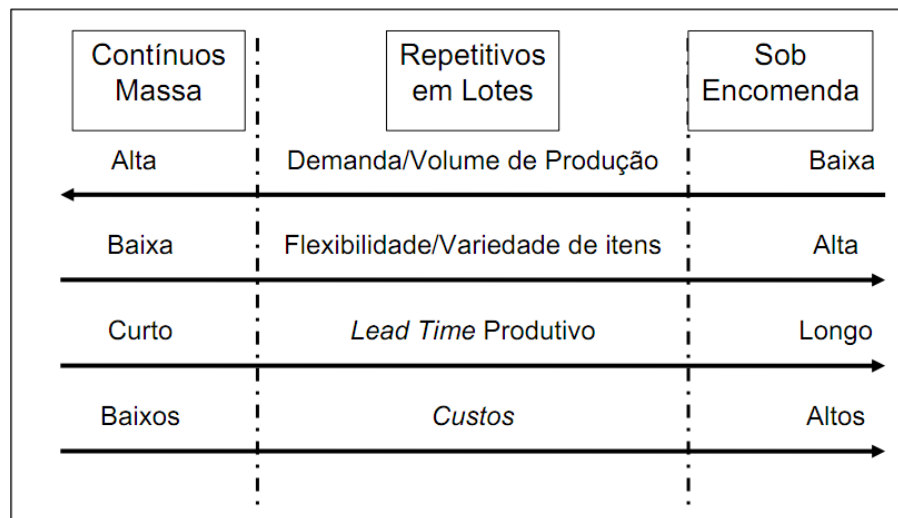 Contínuos
Massa
Repetitivos
em Lotes
Sob
Encomenda
Alta Demanda/Volume de Produção Baixa
Baixa Flexibilidade/Variedade de itens Alta
Curto Lead Time Produtivo Longo
Baixos Custos Altos